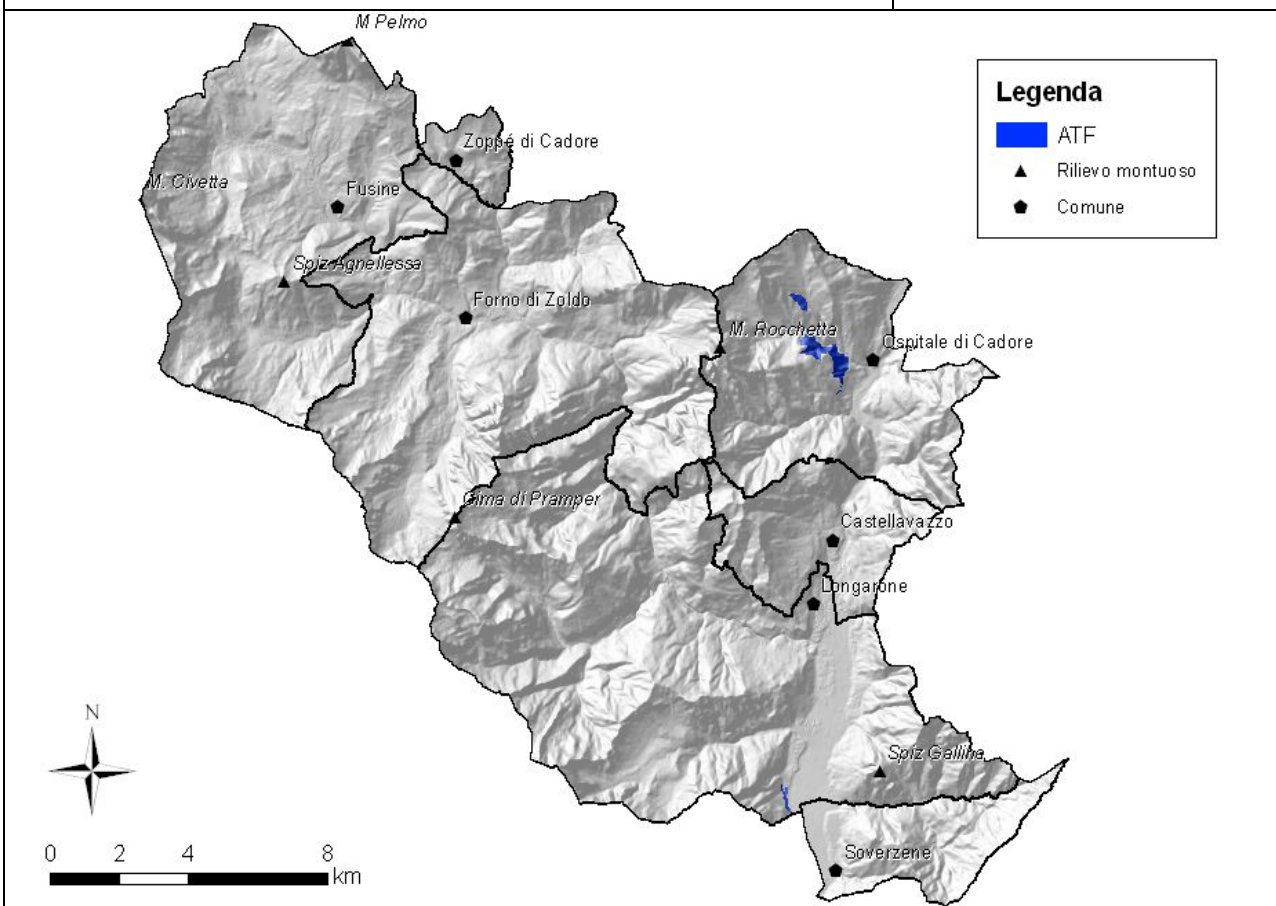 M Pelmo
Legenda
ATF
Rilievo montuoso
Comune
Zoppé di Cadore
M. Civetta
Fusine
Spiz Agnellessa
Forno di Zoldo
M. Rocchetta
Ospitale di Cadore
Cima di Pramper
Castellavazzo
Longarone
N
Spiz Gallina
0 2 4 8
km
Soverzene